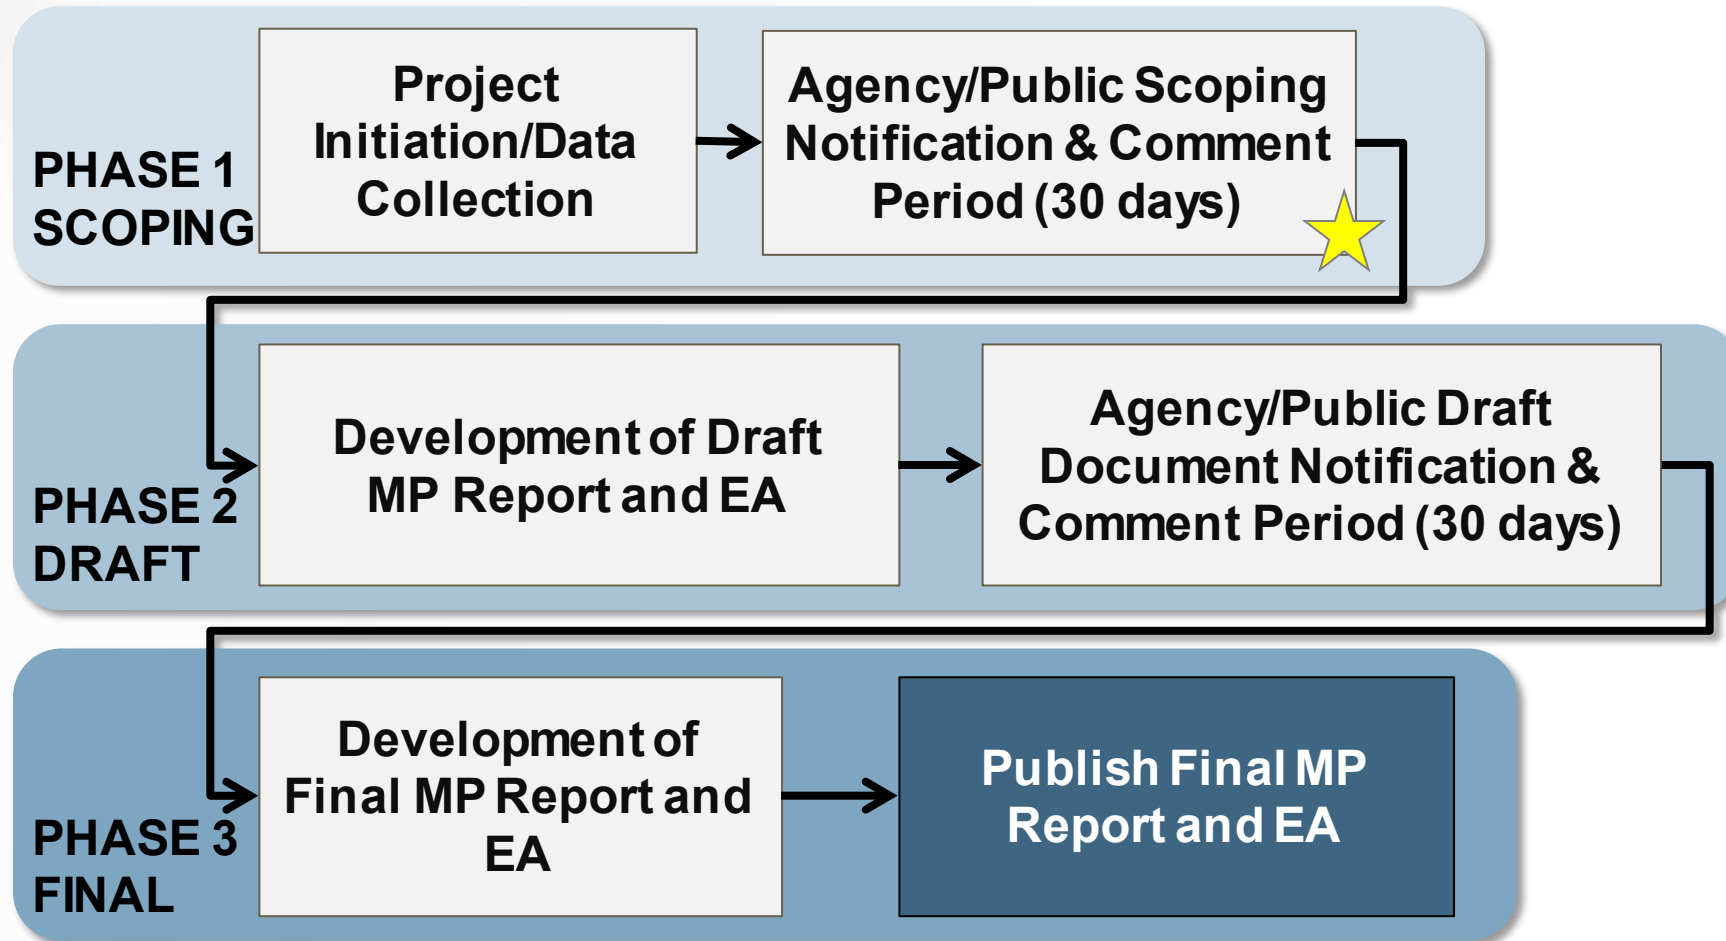 PHASE 1
SCOPING
Project
Initiation/Data
Collection
Agency/Public Scoping
Notification & Comment
Period (30 days)
PHASE 2
DRAFT
Development of Draft
MP Report and EA
Agency/Public Draft
Document Notification &
Comment Period (30 days)
PHASE 3
FINAL
Development of
Final MP Report and
EA
Publish Final MP
Report and EA